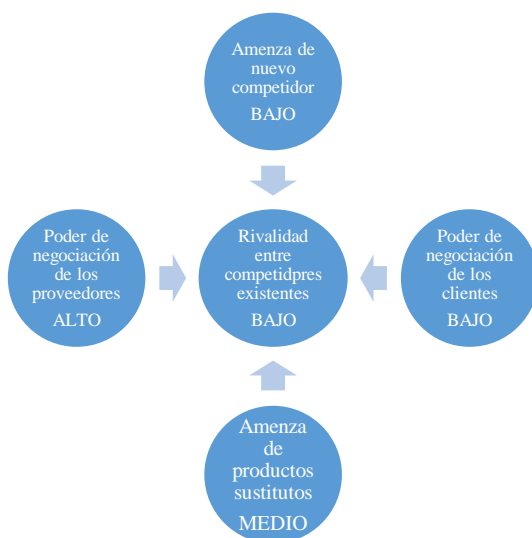 Amenza de
nuevo
competidor
BAJO
Poder de
negociación
de los
proveedores
ALTO
Rivalidad
entre
competidpres
existentes
BAJO
Poder de
negociación
de los
clientes
BAJO
Amenza
de
productos
sustitutos
MEDIO